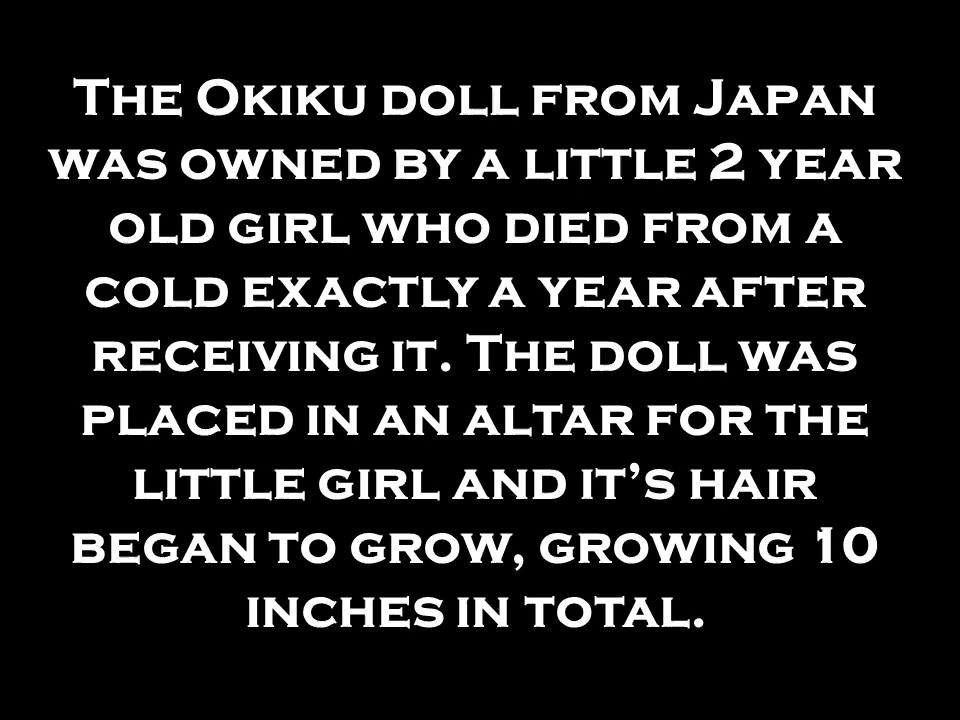 The Okiku doll from Japan
was owned by a little 2 year
old girl who died from a
cold exactly a year after
receiving it. The doll was
placed in an altar for the
little girl and it’s hair
began to grow, growing 10
inches in total.